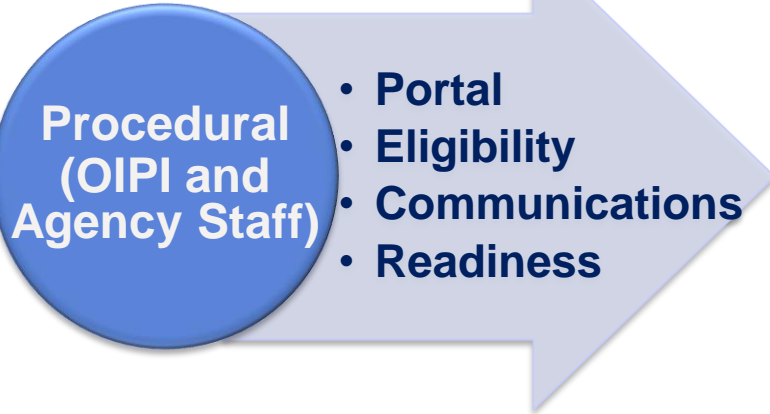 Procedural
(OIPI and
Agency Staff)
• Portal
• Eligibility
• Communications
• Readiness